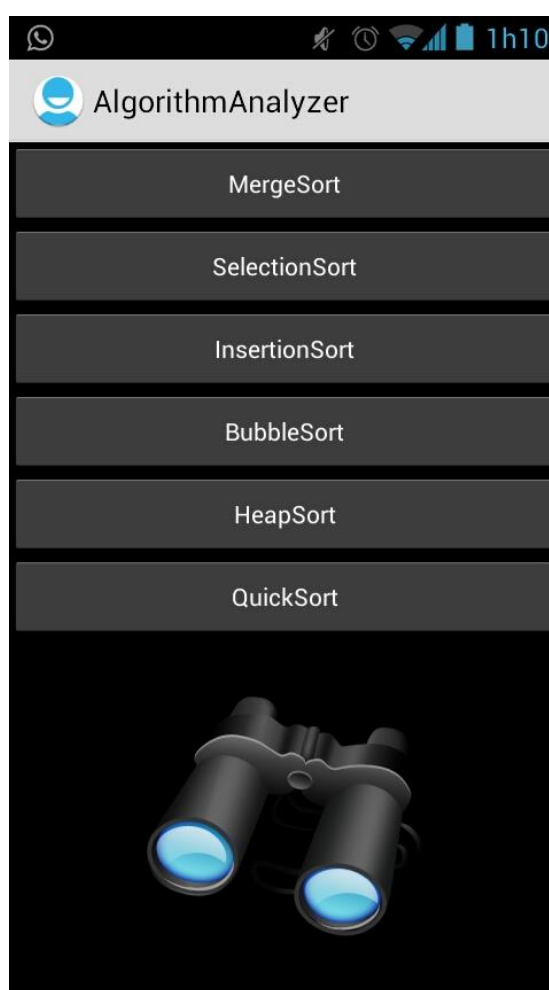 1h10
AlgorithmAnalyzer
MergeSort
SelectionSort
InsertionSort
BubbleSort
HeapSort
QuickSort